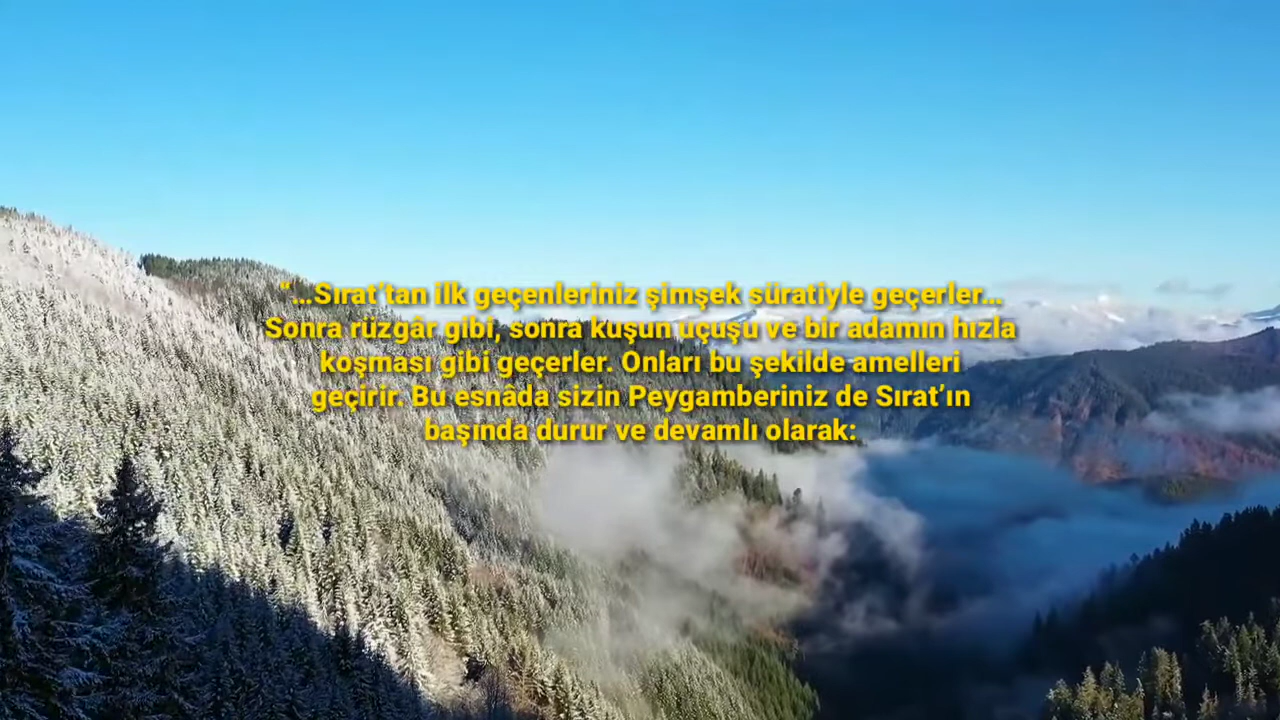 “...Sırat’tan ilk geçenleriniz şimşek süratiyle geçerler...
Sonra rüzgâr gibi, sonra kuşun uçuşu ve bir adamın hızla
koşması gibi geçerler. Onları bu şekilde amelleri
geçirir. Bu esnâda sizin Peygamberiniz de Sırat’ın
başında durur ve devamlı olarak: